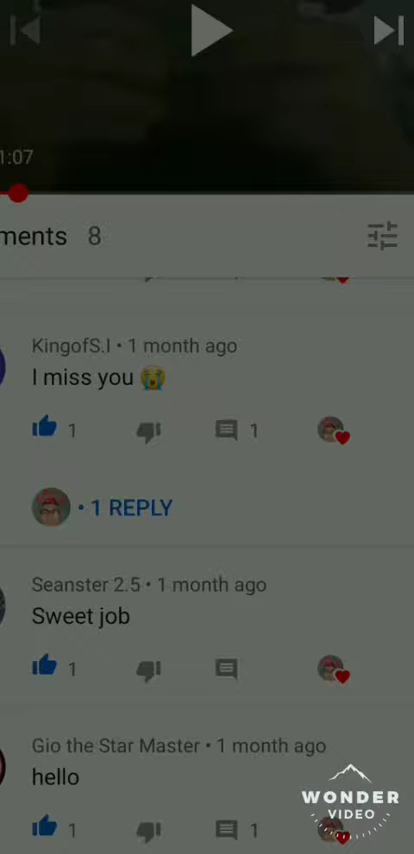 1:07
ments 8
KingofS.I • 1 month ago
I miss you 😭
1 1
• 1 REPLY
Seanster 2.5 • 1 month ago
Sweet job
1
Gio the Star Master • 1 month ago
hello
1 1
WONDER
VIDEO